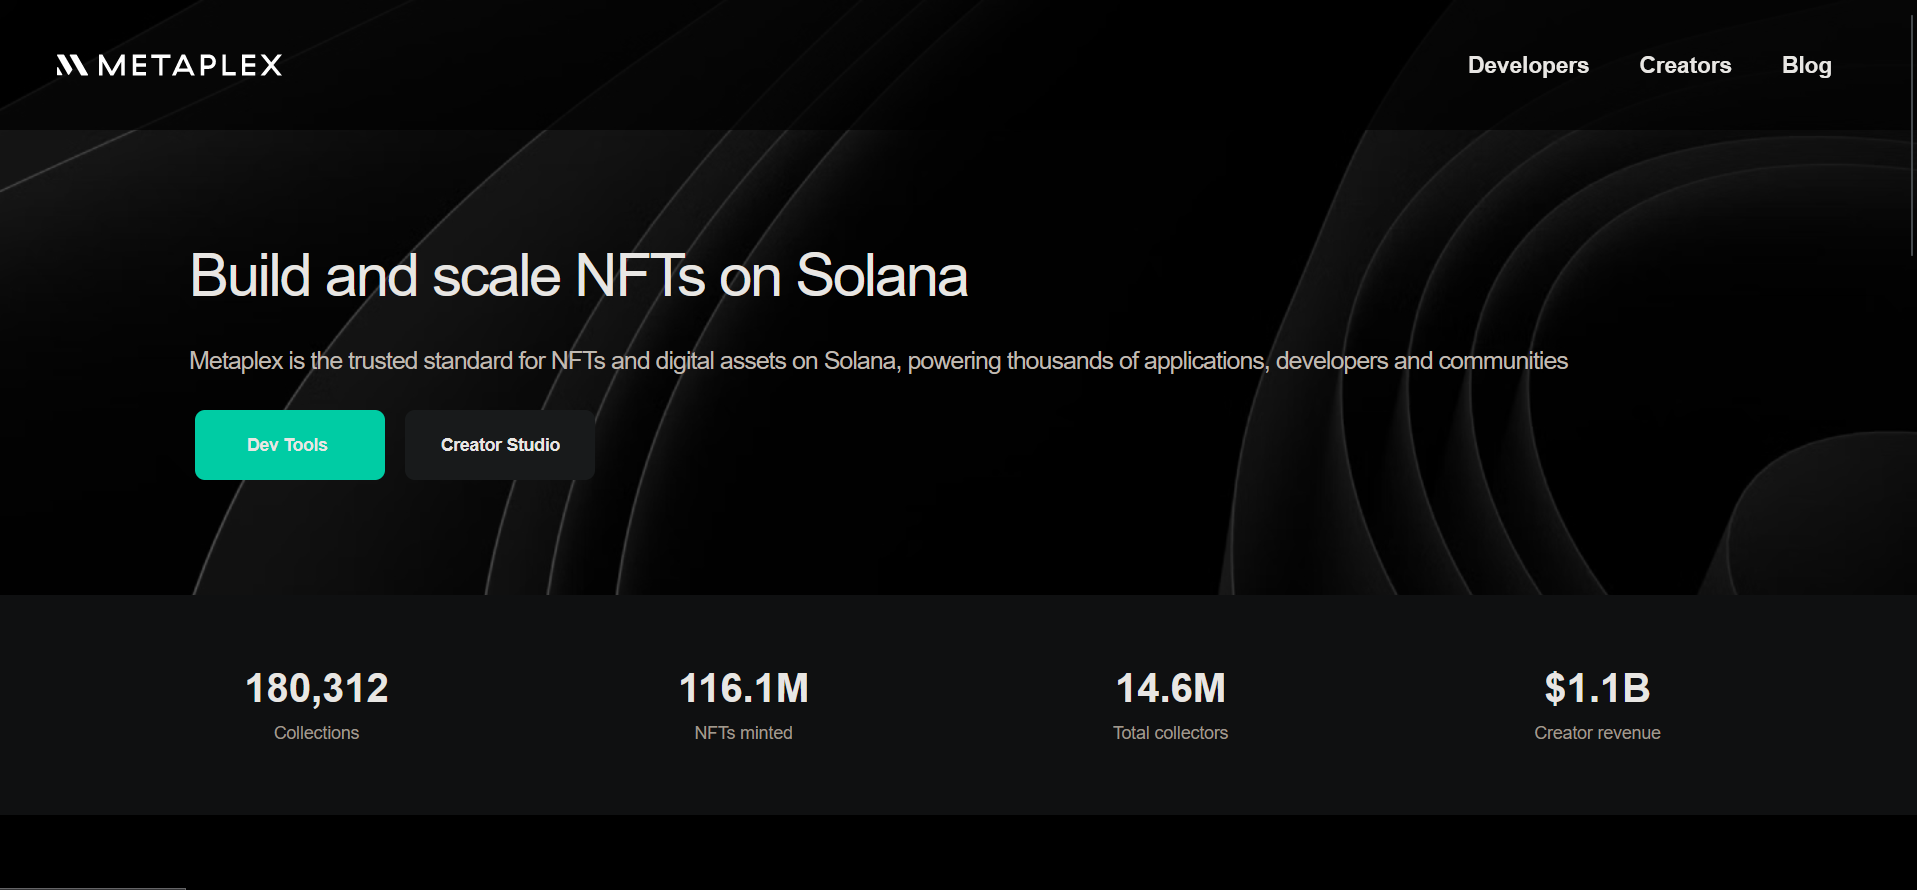 METAPLEX
Developers
Creators
Blog
Build and scale NFTs on Solana
Metaplex is the trusted standard for NFTs and digital assets on Solana, powering thousands of applications, developers and communities
Dev Tools
Creator Studio
180,312
Collections
116.1M
NFTs minted
14.6M
Total collectors
$1.1B
Creator revenue